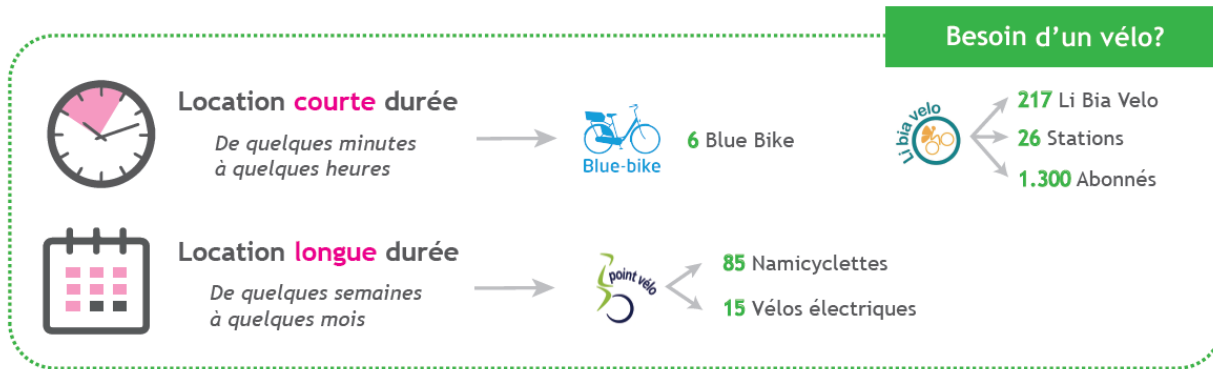 Besoin d'un vélo?
Location courte durée
De quelques minutes
à quelques heures
Blue-bike
6 Blue Bike
Li bia velo
217 Li Bia Velo
26 Stations
1.300 Abonnés
Location longue durée
De quelques semaines
à quelques mois
point vélo
85 Namicyclettes
15 Vélos électriques